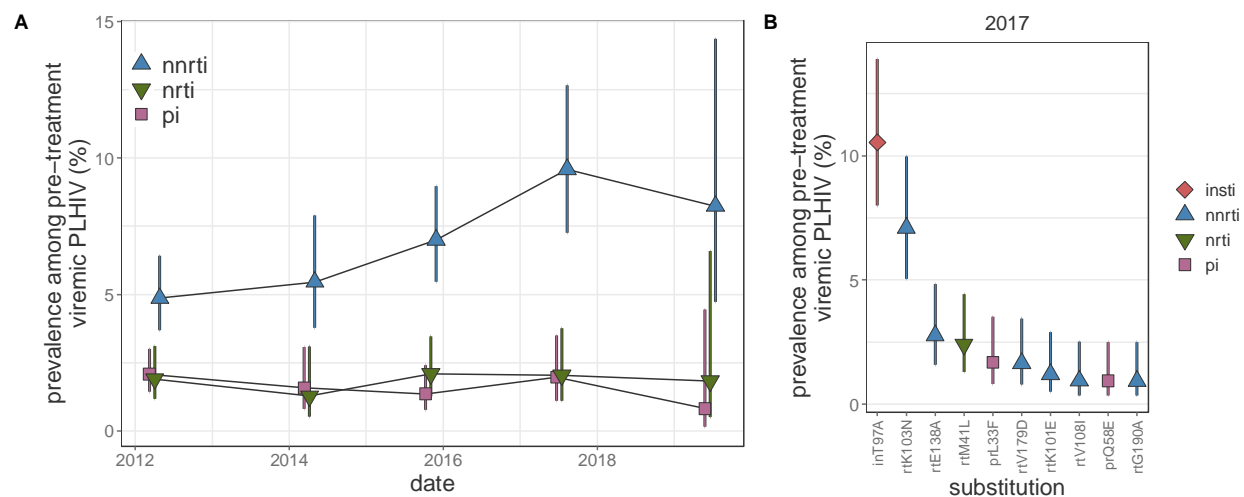 A
prevalence among pre−treatment
viremic PLHIV (%)
15
10
5
0
nnrti
nrti
pi
2012
2014
2016
2018
date
B
2017
prevalence among pre−treatment
viremic PLHIV (%)
10
5
0
inT97A
rtK103N
rtE138A
rtM41L
prL33F
rtV179D
rtK101E
rtV108I
prQ58E
rtG190A
substitution
insti
nnrti
nrti
pi